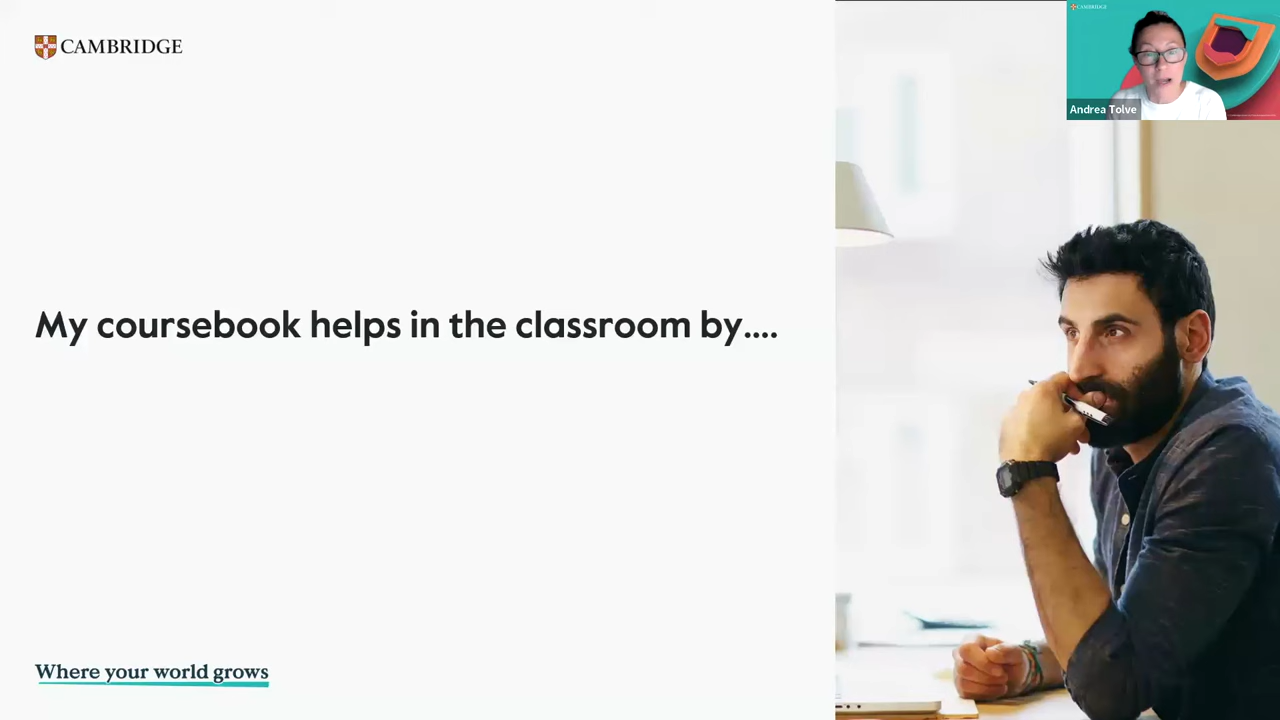 CAMBRIDGE
CAMBRIDGE
Andrea Tolve
My coursebook helps in the classroom by....
Where your world grows